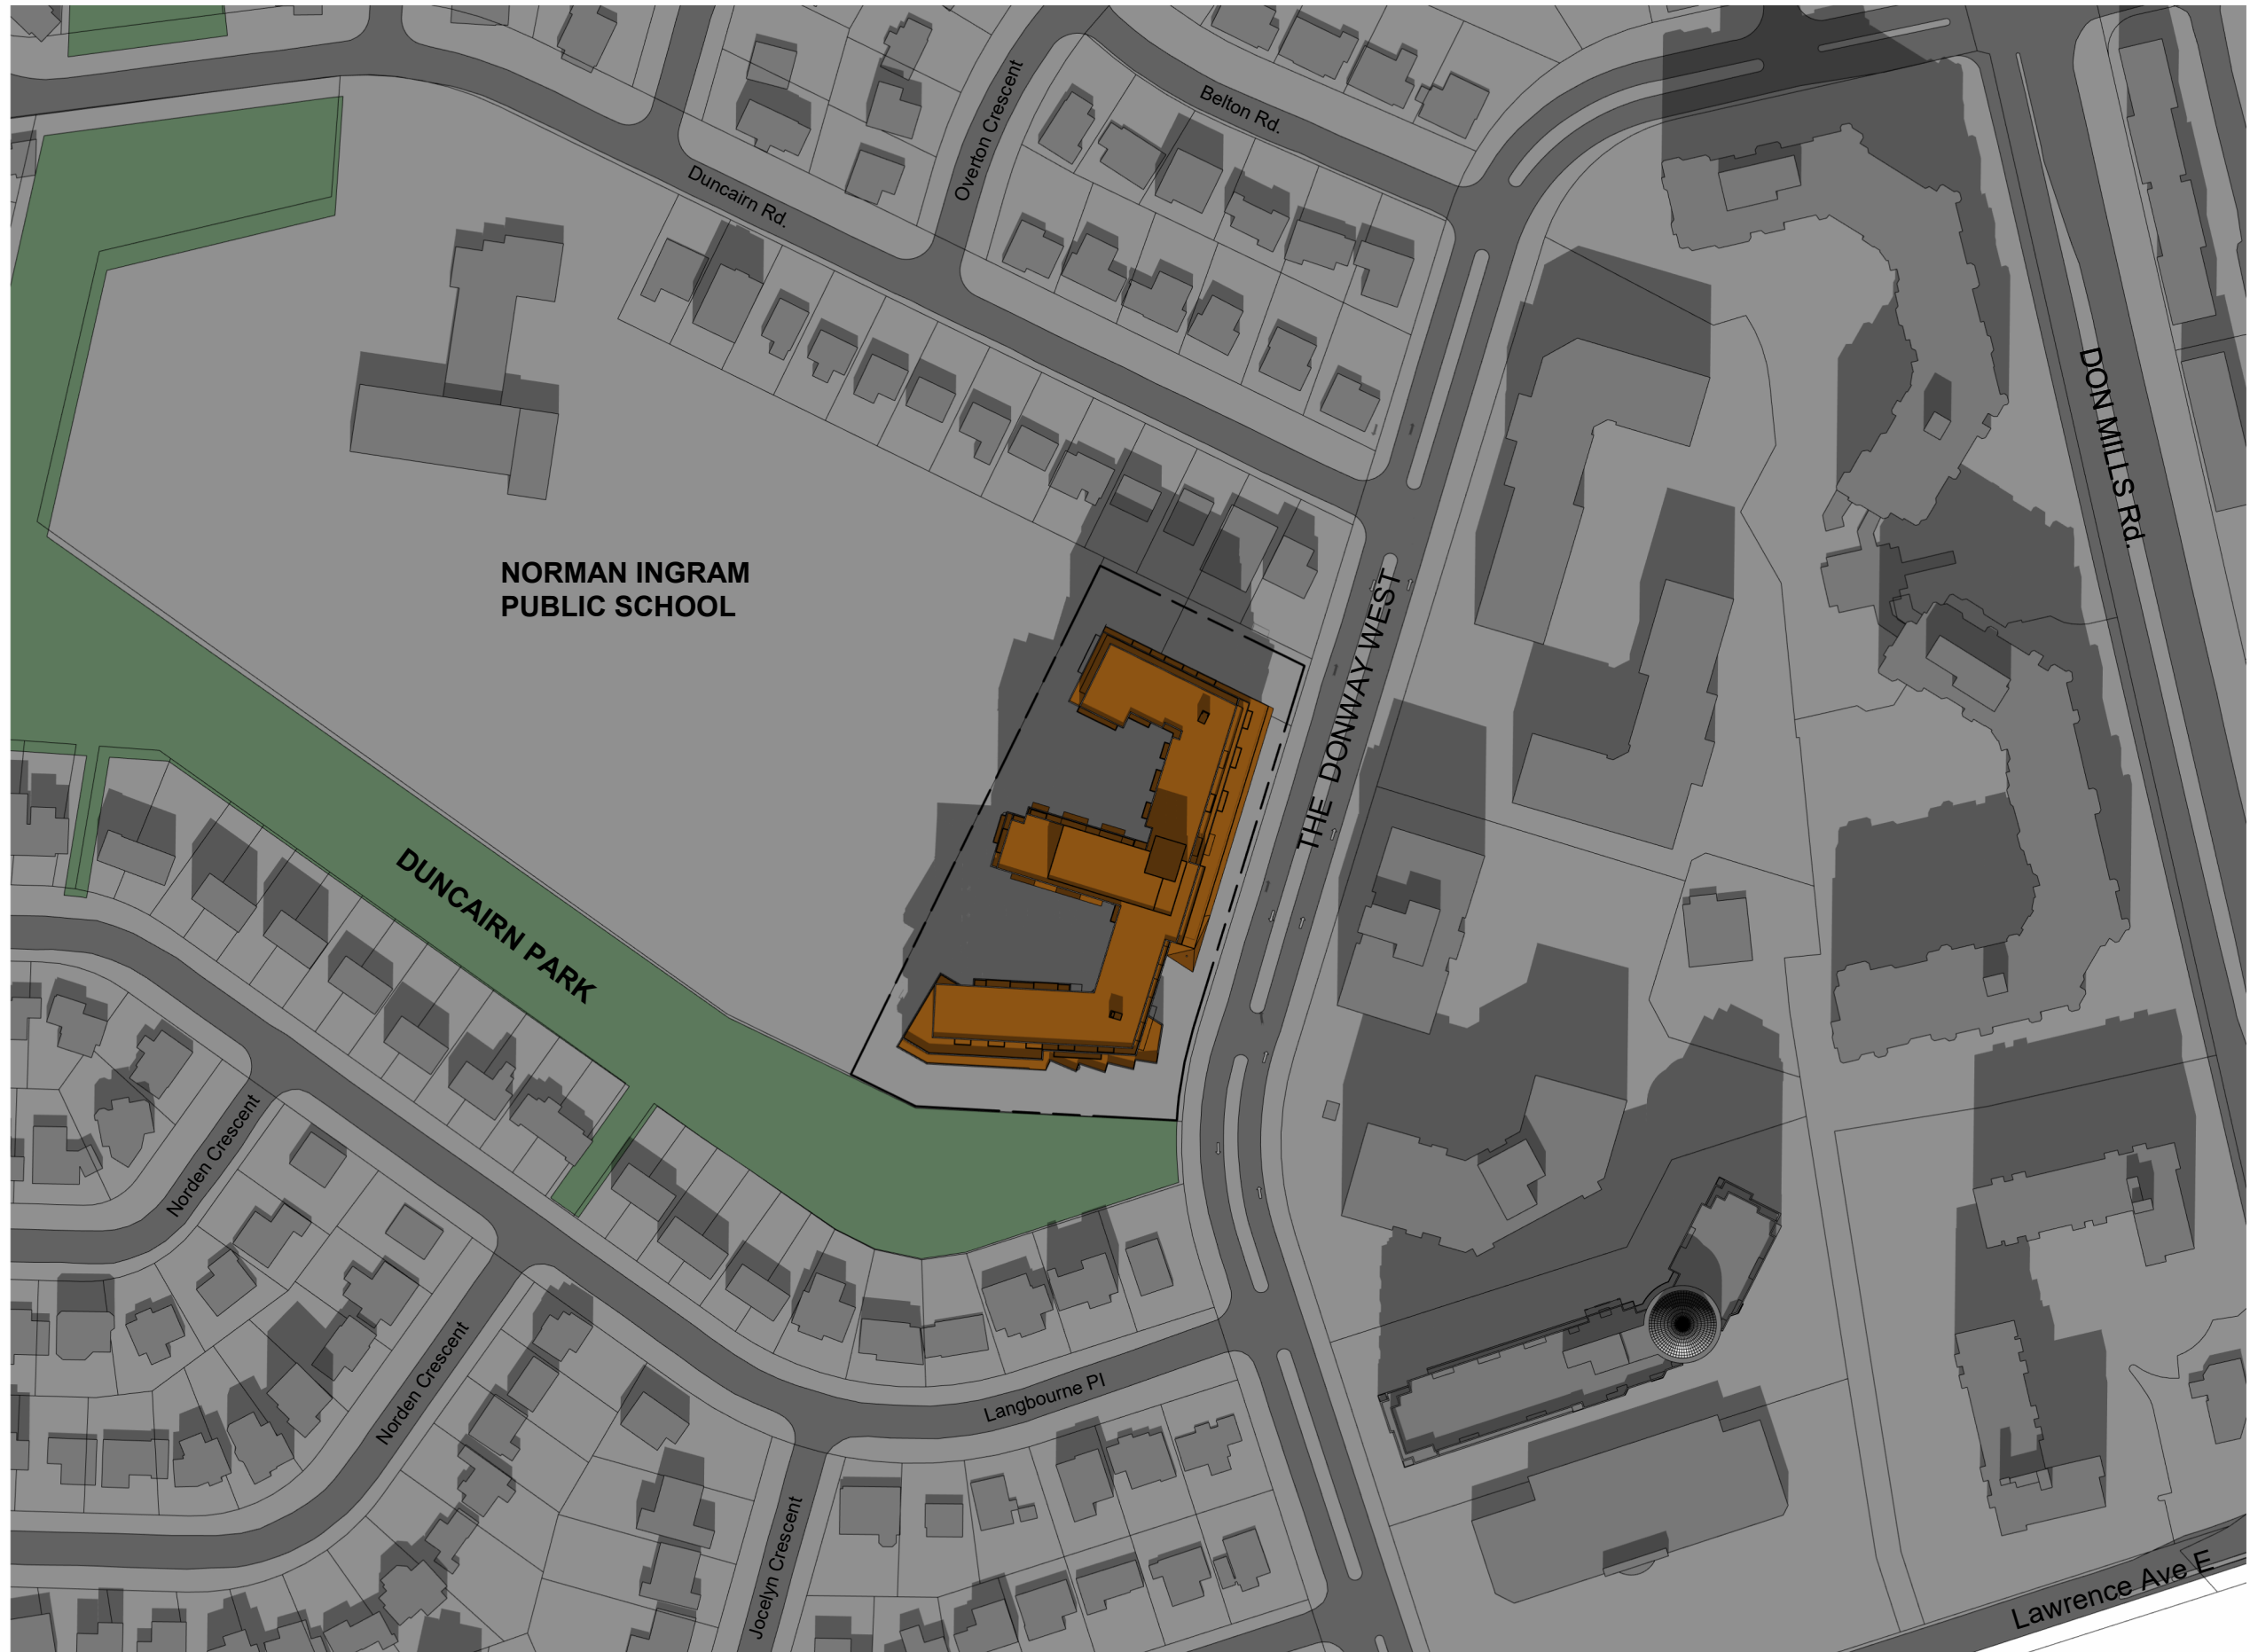 Belton Rd.
Overton Crescent
Duncairn Rd.
DON MILLS Rd.
NORMAN INGRAM
PUBLIC SCHOOL
THE DONWAY WEST
DUNCAIRN PARK
Norden Crescent
Norden Crescent
Langbourne Pl
Jocelyn Crescent
Lawrence Ave E